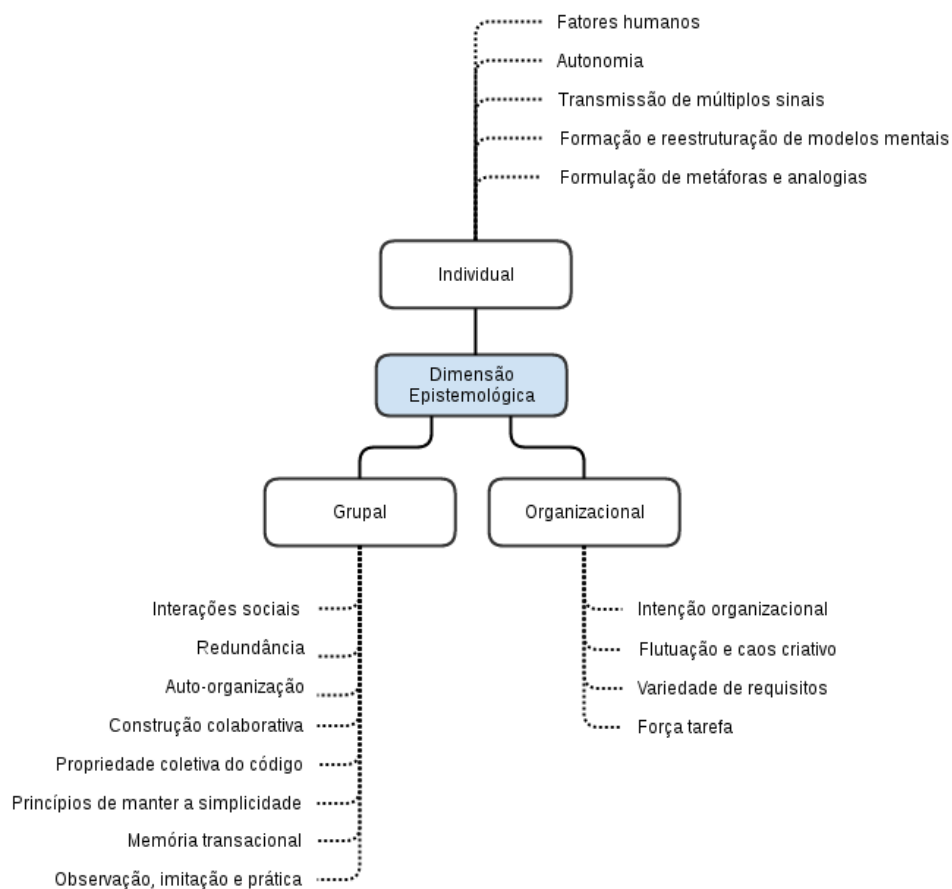 Fatores humanos
Autonomia
Transmissão de múltiplos sinais
Formação e reestruturação de modelos mentais
Formulação de metáforas e analogias
Individual
Dimensão
Epistemológica
Grupal
Organizacional
Interações sociais
Redundância
Auto-organização
Construção colaborativa
Propriedade coletiva do código
Princípios de manter a simplicidade
Memória transacional
Observação, imitação e prática
Intenção organizacional
Flutuação e caos criativo
Variedade de requisitos
Força tarefa